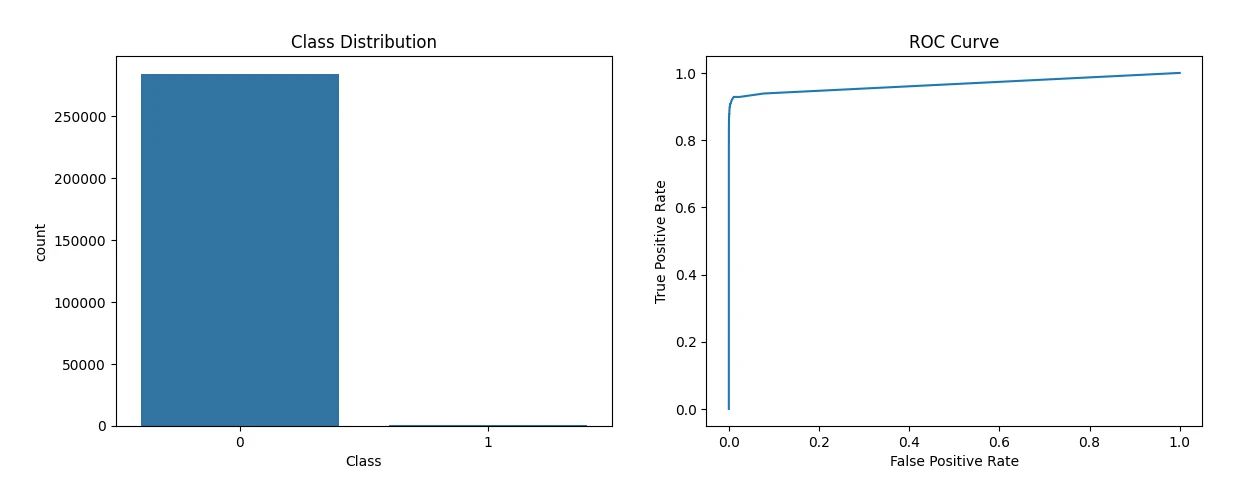 Class Distribution
250000
200000
150000
100000
50000
0
count
0 1
Class
ROC Curve
1.0
0.8
0.6
0.4
0.2
0.0
True Positive Rate
0.0 0.2 0.4 0.6 0.8 1.0
False Positive Rate